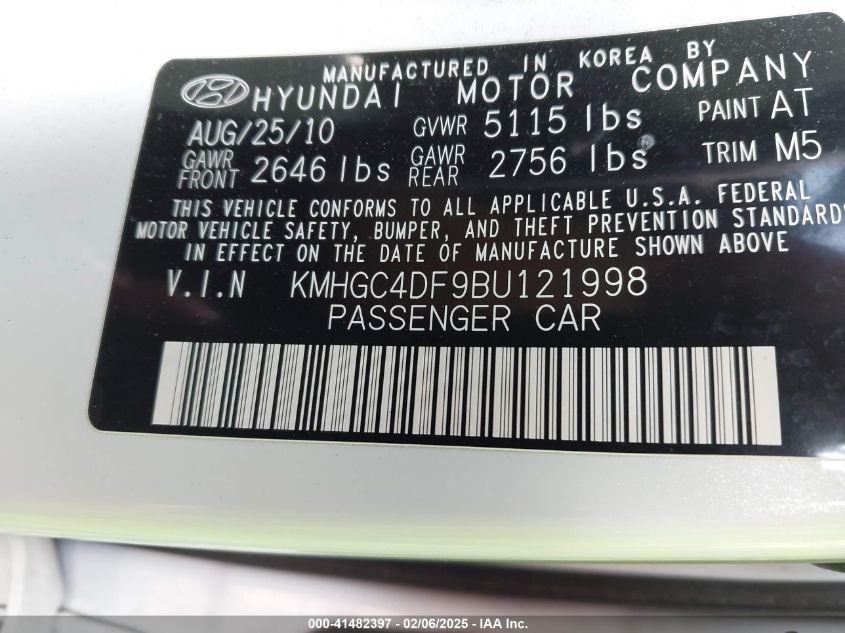 MANUFACTURED IN KOREA BY
HYUNDAI MOTOR COMPANY
AUG/25/10 GVWR 5115 lbs PAINT AT
GAWR FRONT 2646 lbs GAWR REAR 2756 lbs TRIM M5
THIS VEHICLE CONFORMS TO ALL APPLICABLE U.S.A. FEDERAL
MOTOR VEHICLE SAFETY, BUMPER, AND THEFT PREVENTION STANDARDS
IN EFFECT ON THE DATE OF MANUFACTURE SHOWN ABOVE
V.I.N KMHGC4DF9BU121998
PASSENGER CAR
000-41482397 - 02/06/2025 - IAA, Inc.